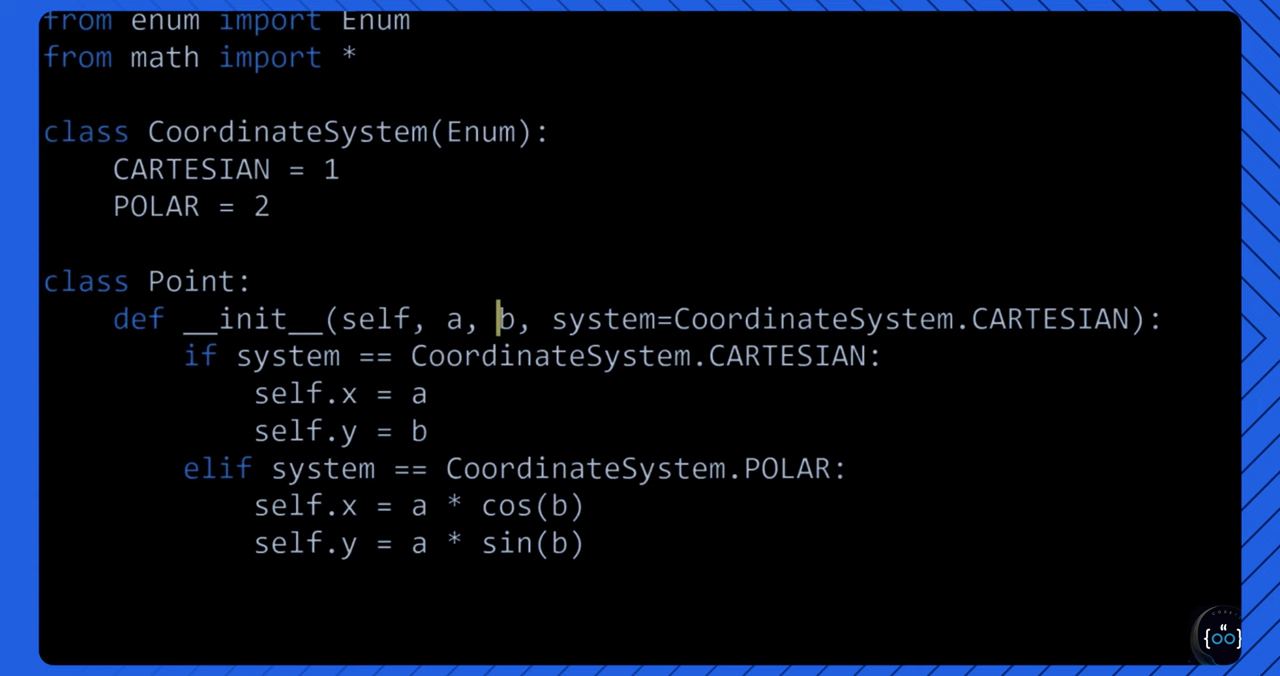 from enum import Enum
from math import *
class CoordinateSystem(Enum):
    CARTESIAN = 1
    POLAR = 2
class Point:
    def __init__(self, a, b, system=CoordinateSystem.CARTESIAN):
        if system == CoordinateSystem.CARTESIAN:
            self.x = a
            self.y = b
        elif system == CoordinateSystem.POLAR:
            self.x = a * cos(b)
            self.y = a * sin(b)